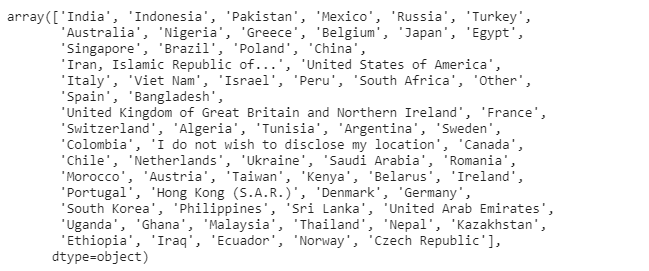 array(['India', 'Indonesia', 'Pakistan', 'Mexico', 'Russia', 'Turkey',
'Australia', 'Nigeria', 'Greece', 'Belgium', 'Japan', 'Egypt',
'Singapore', 'Brazil', 'Poland', 'China',
'Iran, Islamic Republic of...', 'United States of America',
'Italy', 'Viet Nam', 'Israel', 'Peru', 'South Africa', 'Other',
'Spain', 'Bangladesh',
'United Kingdom of Great Britain and Northern Ireland', 'France',
'Switzerland', 'Algeria', 'Tunisia', 'Argentina', 'Sweden',
'Colombia', 'I do not wish to disclose my location', 'Canada',
'Chile', 'Netherlands', 'Ukraine', 'Saudi Arabia', 'Romania',
'Morocco', 'Austria', 'Taiwan', 'Kenya', 'Belarus', 'Ireland',
'Portugal', 'Hong Kong (S.A.R.)', 'Denmark', 'Germany',
'South Korea', 'Philippines', 'Sri Lanka', 'United Arab Emirates',
'Uganda', 'Ghana', 'Malaysia', 'Thailand', 'Nepal', 'Kazakhstan',
'Ethiopia', 'Iraq', 'Ecuador', 'Norway', 'Czech Republic'],
dtype=object)